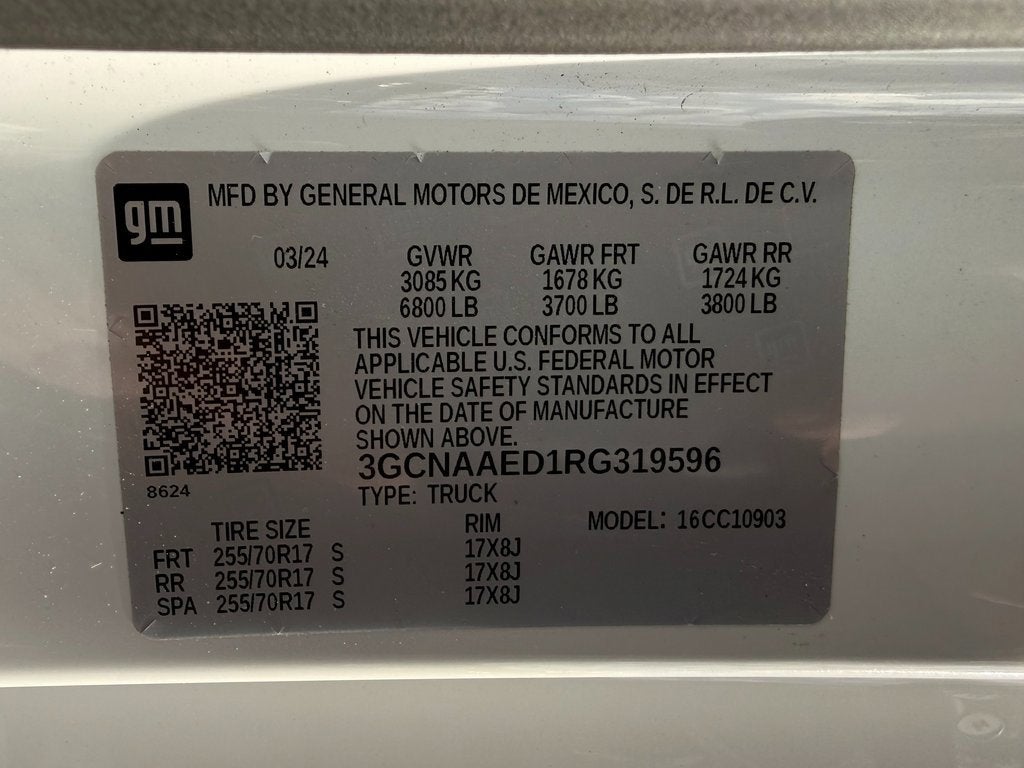 gm
MFD BY GENERAL MOTORS DE MEXICO, S. DE R.L. DE C.V.
03/24 GVWR GAWR FRT GAWR RR
3085 KG 1678 KG 1724 KG
6800 LB 3700 LB 3800 LB
THIS VEHICLE CONFORMS TO ALL
APPLICABLE U.S. FEDERAL MOTOR
VEHICLE SAFETY STANDARDS IN EFFECT
ON THE DATE OF MANUFACTURE
SHOWN ABOVE.
3GCNAAED1RG319596
8624
TYPE: TRUCK
TIRE SIZE RIM MODEL: 16CC10903
FRT 255/70R17 S 17X8J
RR 255/70R17 S 17X8J
SPA 255/70R17 S 17X8J